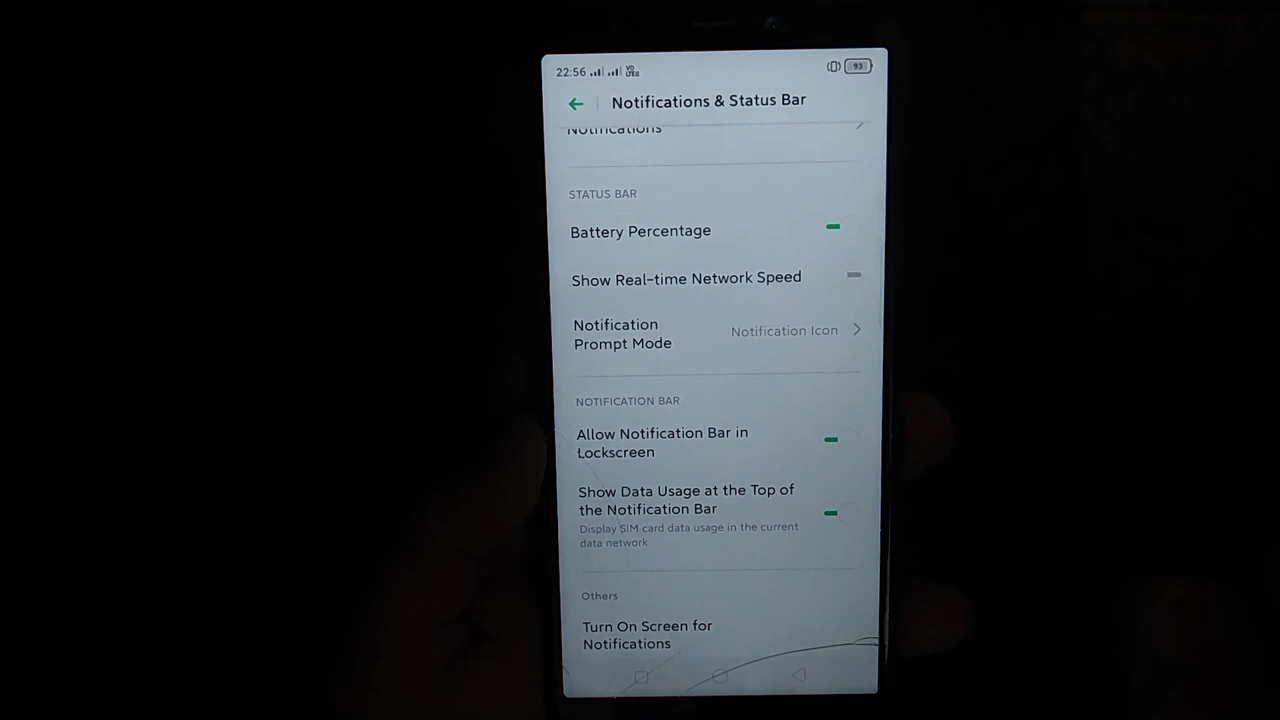 22:56 VO LTE 93
Notifications & Status Bar
Notifications
STATUS BAR
Battery Percentage
Show Real-time Network Speed
Notification
Prompt Mode
Notification Icon
NOTIFICATION BAR
Allow Notification Bar in
Lockscreen
Show Data Usage at the Top of
the Notification Bar
Display SIM card data usage in the current
data network
Others
Turn On Screen for
Notifications